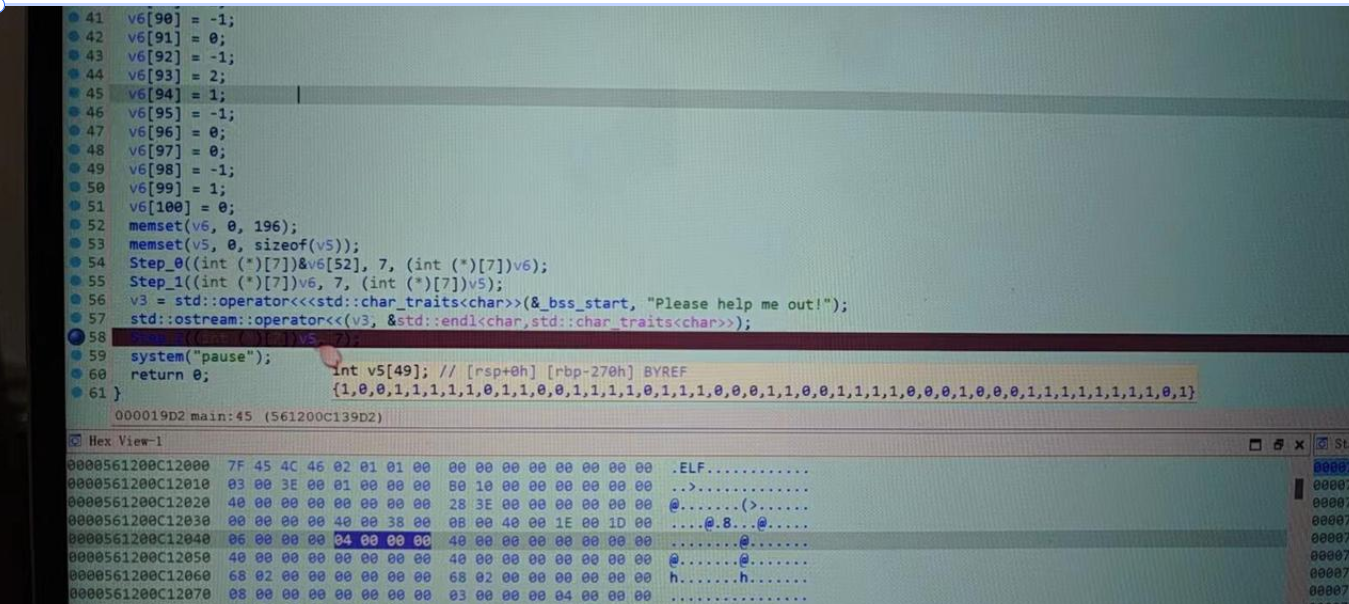 41 v6[90] = -1;
42 v6[91] = 0;
43 v6[92] = -1;
44 v6[93] = 2;
45 v6[94] = 1;
46 v6[95] = -1;
47 v6[96] = 0;
48 v6[97] = 0;
49 v6[98] = -1;
50 v6[99] = 1;
51 v6[100] = 0;
52 memset(v6, 0, 196);
53 memset(v5, 0, sizeof(v5));
54 Step_0((int (*)[7])&v6[52], 7, (int (*)[7])v6);
55 Step_1((int (*)[7])v6, 7, (int (*)[7])v5);
56 v3 = std::operator<<<std::char_traits<char>>(&_bss_start, "Please help me out!");
57 std::ostream::operator<<(v3, &std::endl<char,std::char_traits<char>>);
58 v5, 7);
59 system("pause");
60 return 0;
int v5[49]; // [rsp+0h] [rbp-270h] BYREF
{1,0,0,1,1,1,1,1,1,0,1,1,0,0,1,1,1,1,0,1,1,1,0,0,0,1,1,0,0,1,1,1,1,0,0,0,1,0,0,0,1,1,1,1,1,1,1,0,1}
61 }
000019D2 main:45 (561200C139D2)
Hex View-1
0000561200C12000 7F 45 4C 46 02 01 01 00 00 00 00 00 00 00 00 00 .ELF............
0000561200C12010 03 00 3E 00 01 00 00 00 B0 10 00 00 00 00 00 00 ..>.............
0000561200C12020 40 00 00 00 00 00 00 00 28 3E 00 00 00 00 00 00 @.......(>......
0000561200C12030 00 00 00 00 40 00 38 00 0B 00 40 00 1E 00 1D 00 ....@.8...@.....
0000561200C12040 06 00 00 00 04 00 00 00 40 00 00 00 00 00 00 00 ........@.......
0000561200C12050 40 00 00 00 00 00 00 00 40 00 00 00 00 00 00 00 @.......@.......
0000561200C12060 68 02 00 00 00 00 00 00 68 02 00 00 00 00 00 00 h.......h.......
0000561200C12070 08 00 00 00 00 00 00 00 03 00 00 00 04 00 00 00 ................